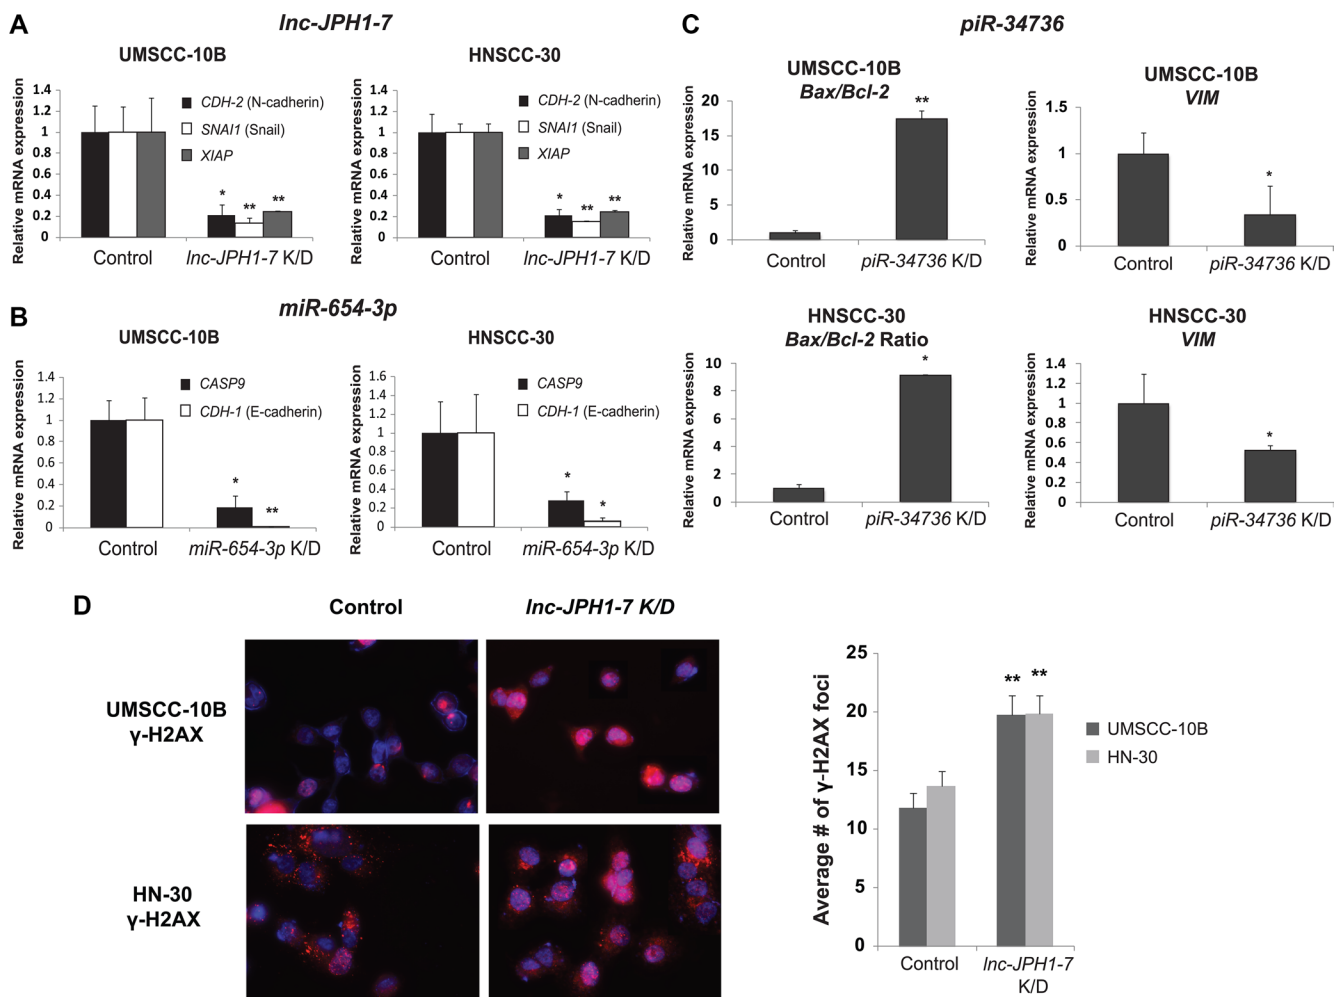 A
lnc-JPH1-7
UMSCC-10B
Relative mRNA expression
1.4
1.2
1
0.8
0.6
0.4
0.2
0
CDH-2 (N-cadherin)
SNAI1 (Snail)
XIAP
*
**
**
Control
lnc-JPH1-7 K/D
HNSCC-30
Relative mRNA expression
1.4
1.2
1
0.8
0.6
0.4
0.2
0
CDH-2 (N-cadherin)
SNAI1 (Snail)
XIAP
*
**
**
Control
lnc-JPH1-7 K/D
B
miR-654-3p
UMSCC-10B
Relative mRNA expression
1.4
1.2
1
0.8
0.6
0.4
0.2
0
CASP9
CDH-1 (E-cadherin)
*
**
Control
miR-654-3p K/D
HNSCC-30
Relative mRNA expression
1.6
1.4
1.2
1
0.8
0.6
0.4
0.2
0
CASP9
CDH-1 (E-cadherin)
*
*
Control
miR-654-3p K/D
C
piR-34736
UMSCC-10B
Bax/Bcl-2
Relative mRNA expression
20
15
10
5
0
**
Control
piR-34736 K/D
UMSCC-10B
VIM
Relative mRNA expression
1.5
1
0.5
0
*
Control
piR-34736 K/D
HNSCC-30
Bax/Bcl-2 Ratio
Relative mRNA expression
10
8
6
4
2
0
*
Control
piR-34736 K/D
HNSCC-30
VIM
Relative mRNA expression
1.4
1.2
1
0.8
0.6
0.4
0.2
0
*
Control
piR-34736 K/D
D
Control
lnc-JPH1-7 K/D
UMSCC-10B
γ-H2AX
HN-30
γ-H2AX
Average # of γ-H2AX foci
25
20
15
10
5
0
**
**
UMSCC-10B
HN-30
Control
lnc-JPH1-7
K/D